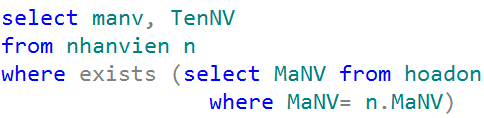 select manv, TenNV
from nhanvien n
where exists (select MaNV from hoadon
where MaNV= n.MaNV)